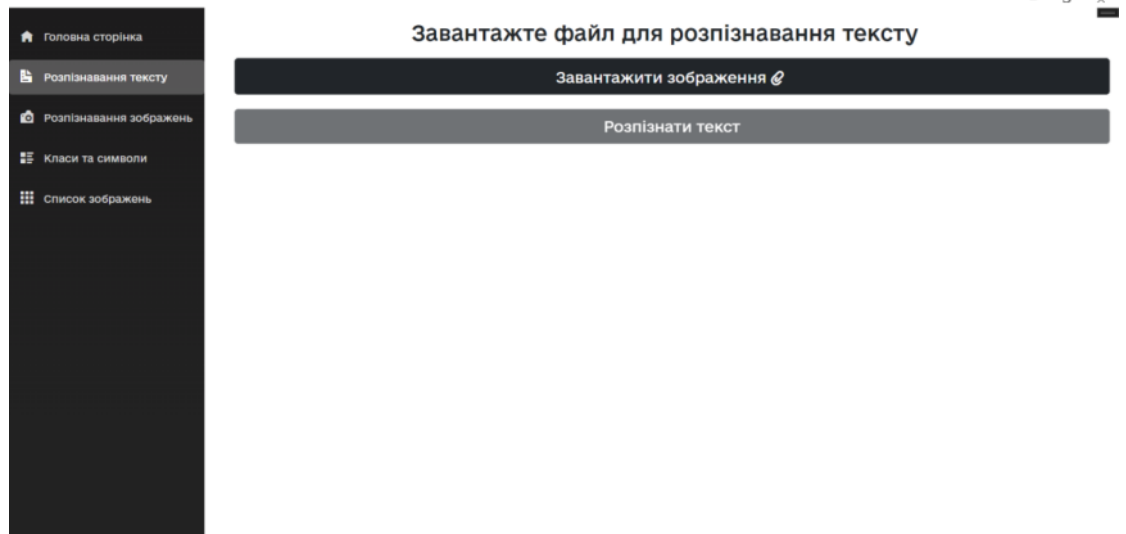 Головна сторінка
Розпізнавання тексту
Розпізнавання зображень
Класи та символи
Список зображень
Завантажте файл для розпізнавання тексту
Завантажити зображення
Розпізнати текст